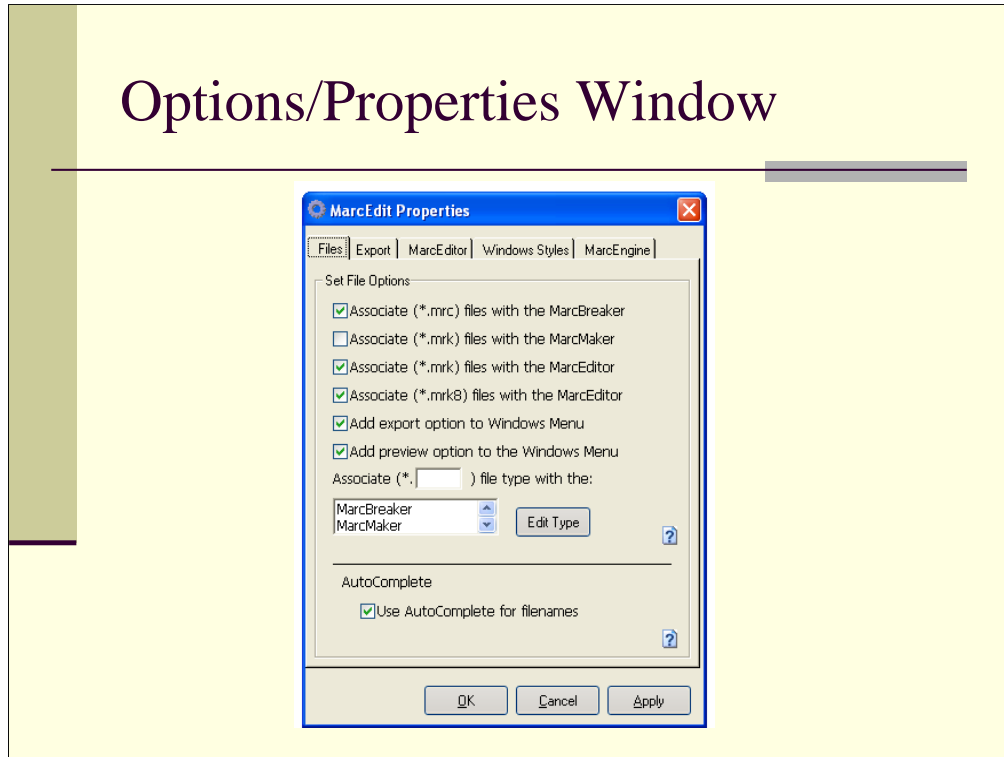 Options/Properties Window
MarcEdit Properties
Files Export MarcEditor Windows Styles MarcEngine
Set File Options
Associate (*.mrc) files with the MarcBreaker
Associate (*.mrk) files with the MarcMaker
Associate (*.mrk) files with the MarcEditor
Associate (*.mrk8) files with the MarcEditor
Add export option to Windows Menu
Add preview option to the Windows Menu
Associate (*. ) file type with the:
MarcBreaker
MarcMaker
Edit Type
?
AutoComplete
Use AutoComplete for filenames
?
OK Cancel Apply